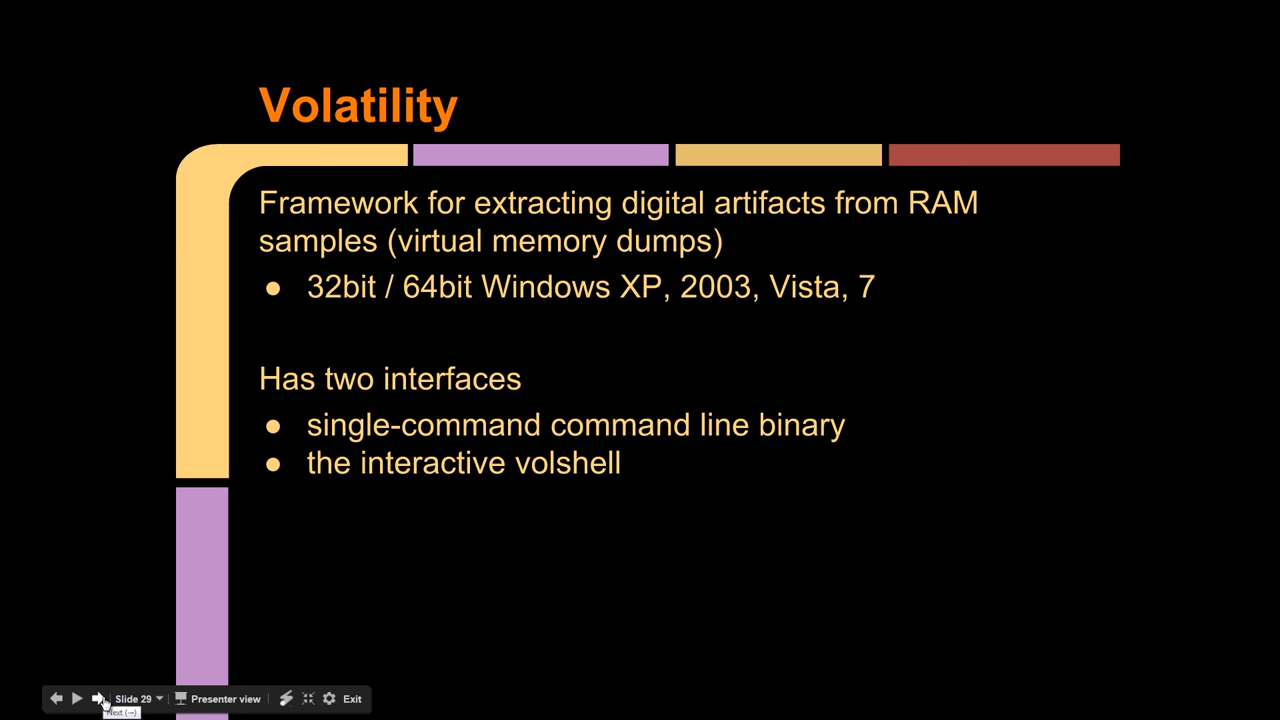 Volatility
Framework for extracting digital artifacts from RAM
samples (virtual memory dumps)
● 32bit / 64bit Windows XP, 2003, Vista, 7
Has two interfaces
● single-command command line binary
● the interactive volshell
Slide 29 Presenter view Exit
Next (→)